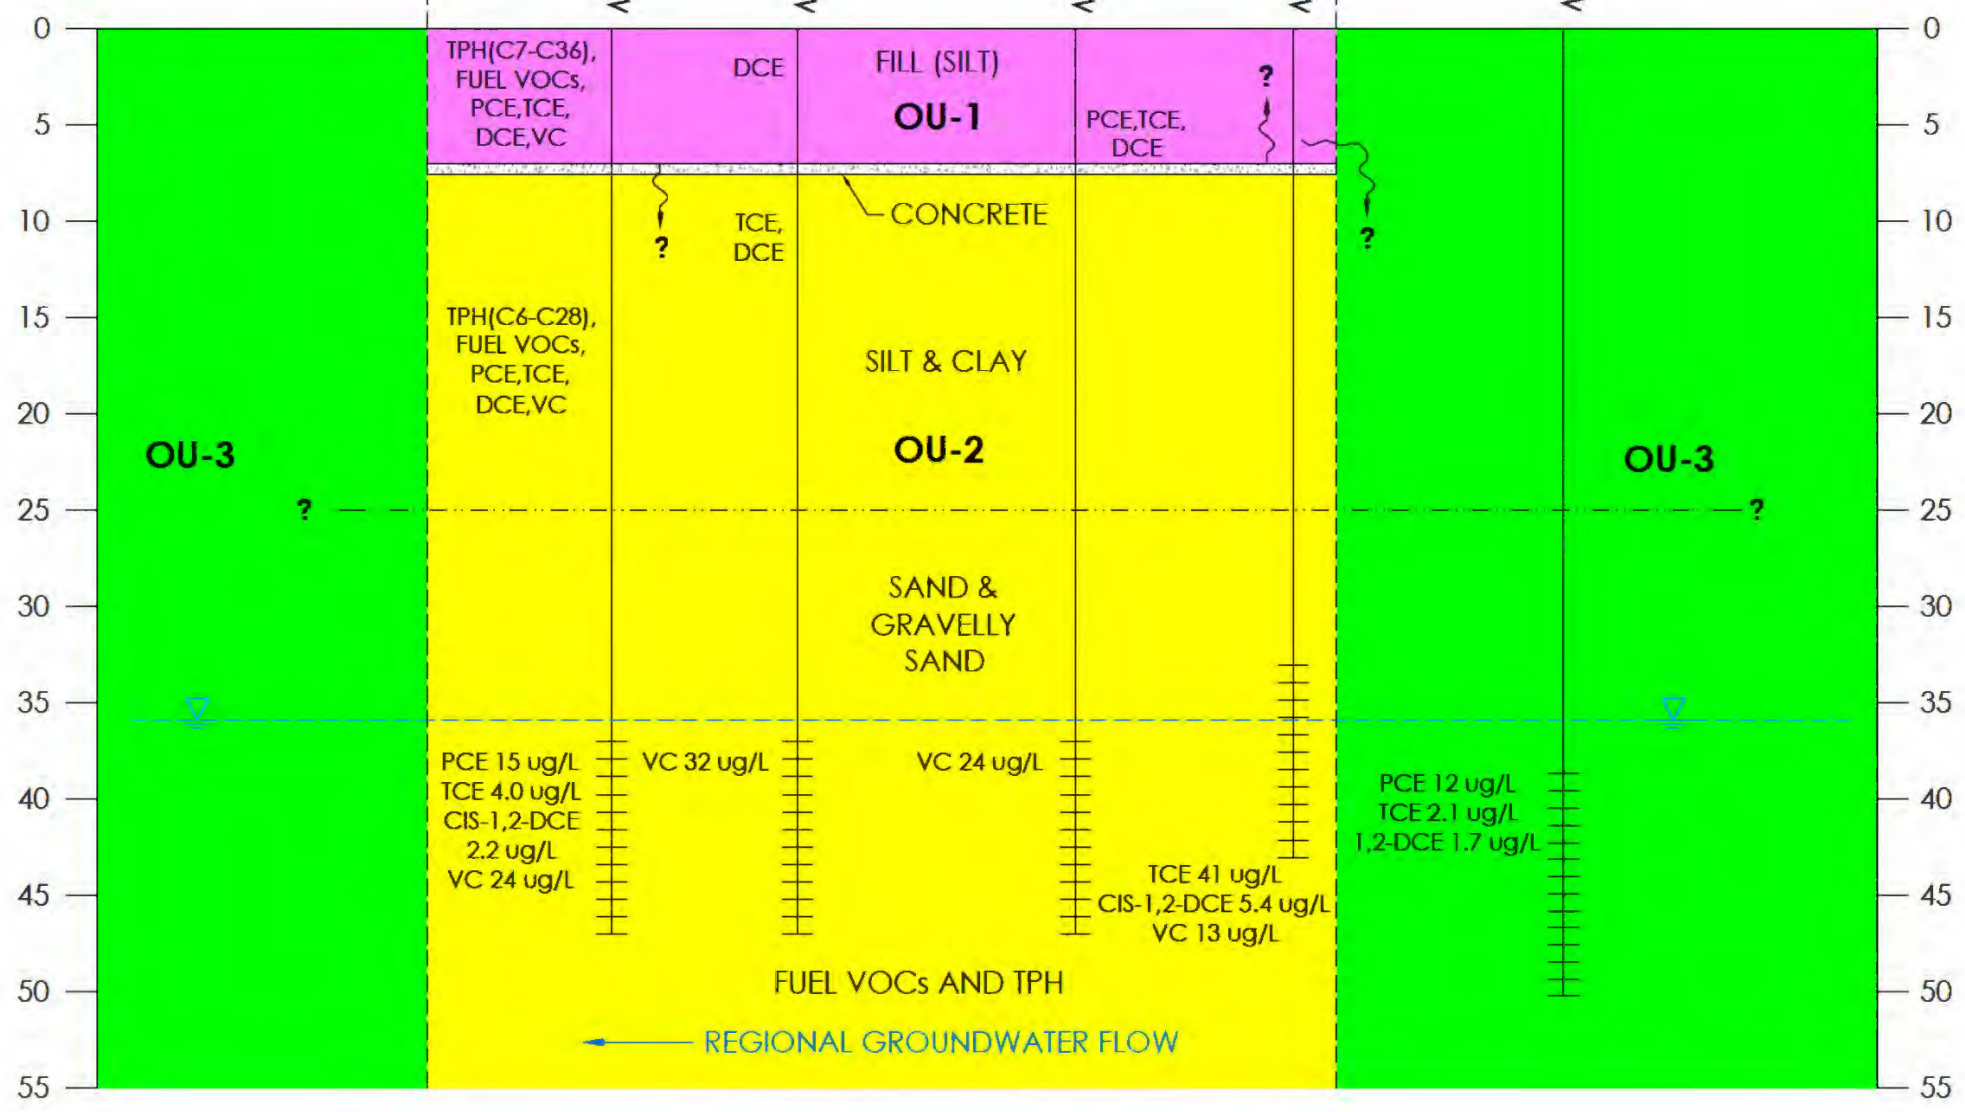 0
5
10
15
20
25
30
35
40
45
50
55
OU-3
?
TPH(C7-C36),
FUEL VOCs,
PCE,TCE,
DCE,VC
DCE
FILL (SILT)
OU-1
PCE,TCE,
DCE
?
CONCRETE
?
TCE,
DCE
?
TPH(C6-C28),
FUEL VOCs,
PCE,TCE,
DCE,VC
SILT & CLAY
OU-2
SAND &
GRAVELLY
SAND
PCE 15 ug/L
TCE 4.0 ug/L
CIS-1,2-DCE
2.2 ug/L
VC 24 ug/L
VC 32 ug/L
VC 24 ug/L
TCE 41 ug/L
CIS-1,2-DCE 5.4 ug/L
VC 13 ug/L
FUEL VOCs AND TPH
REGIONAL GROUNDWATER FLOW
OU-3
?
PCE 12 ug/L
TCE 2.1 ug/L
1,2-DCE 1.7 ug/L
0
5
10
15
20
25
30
35
40
45
50
55